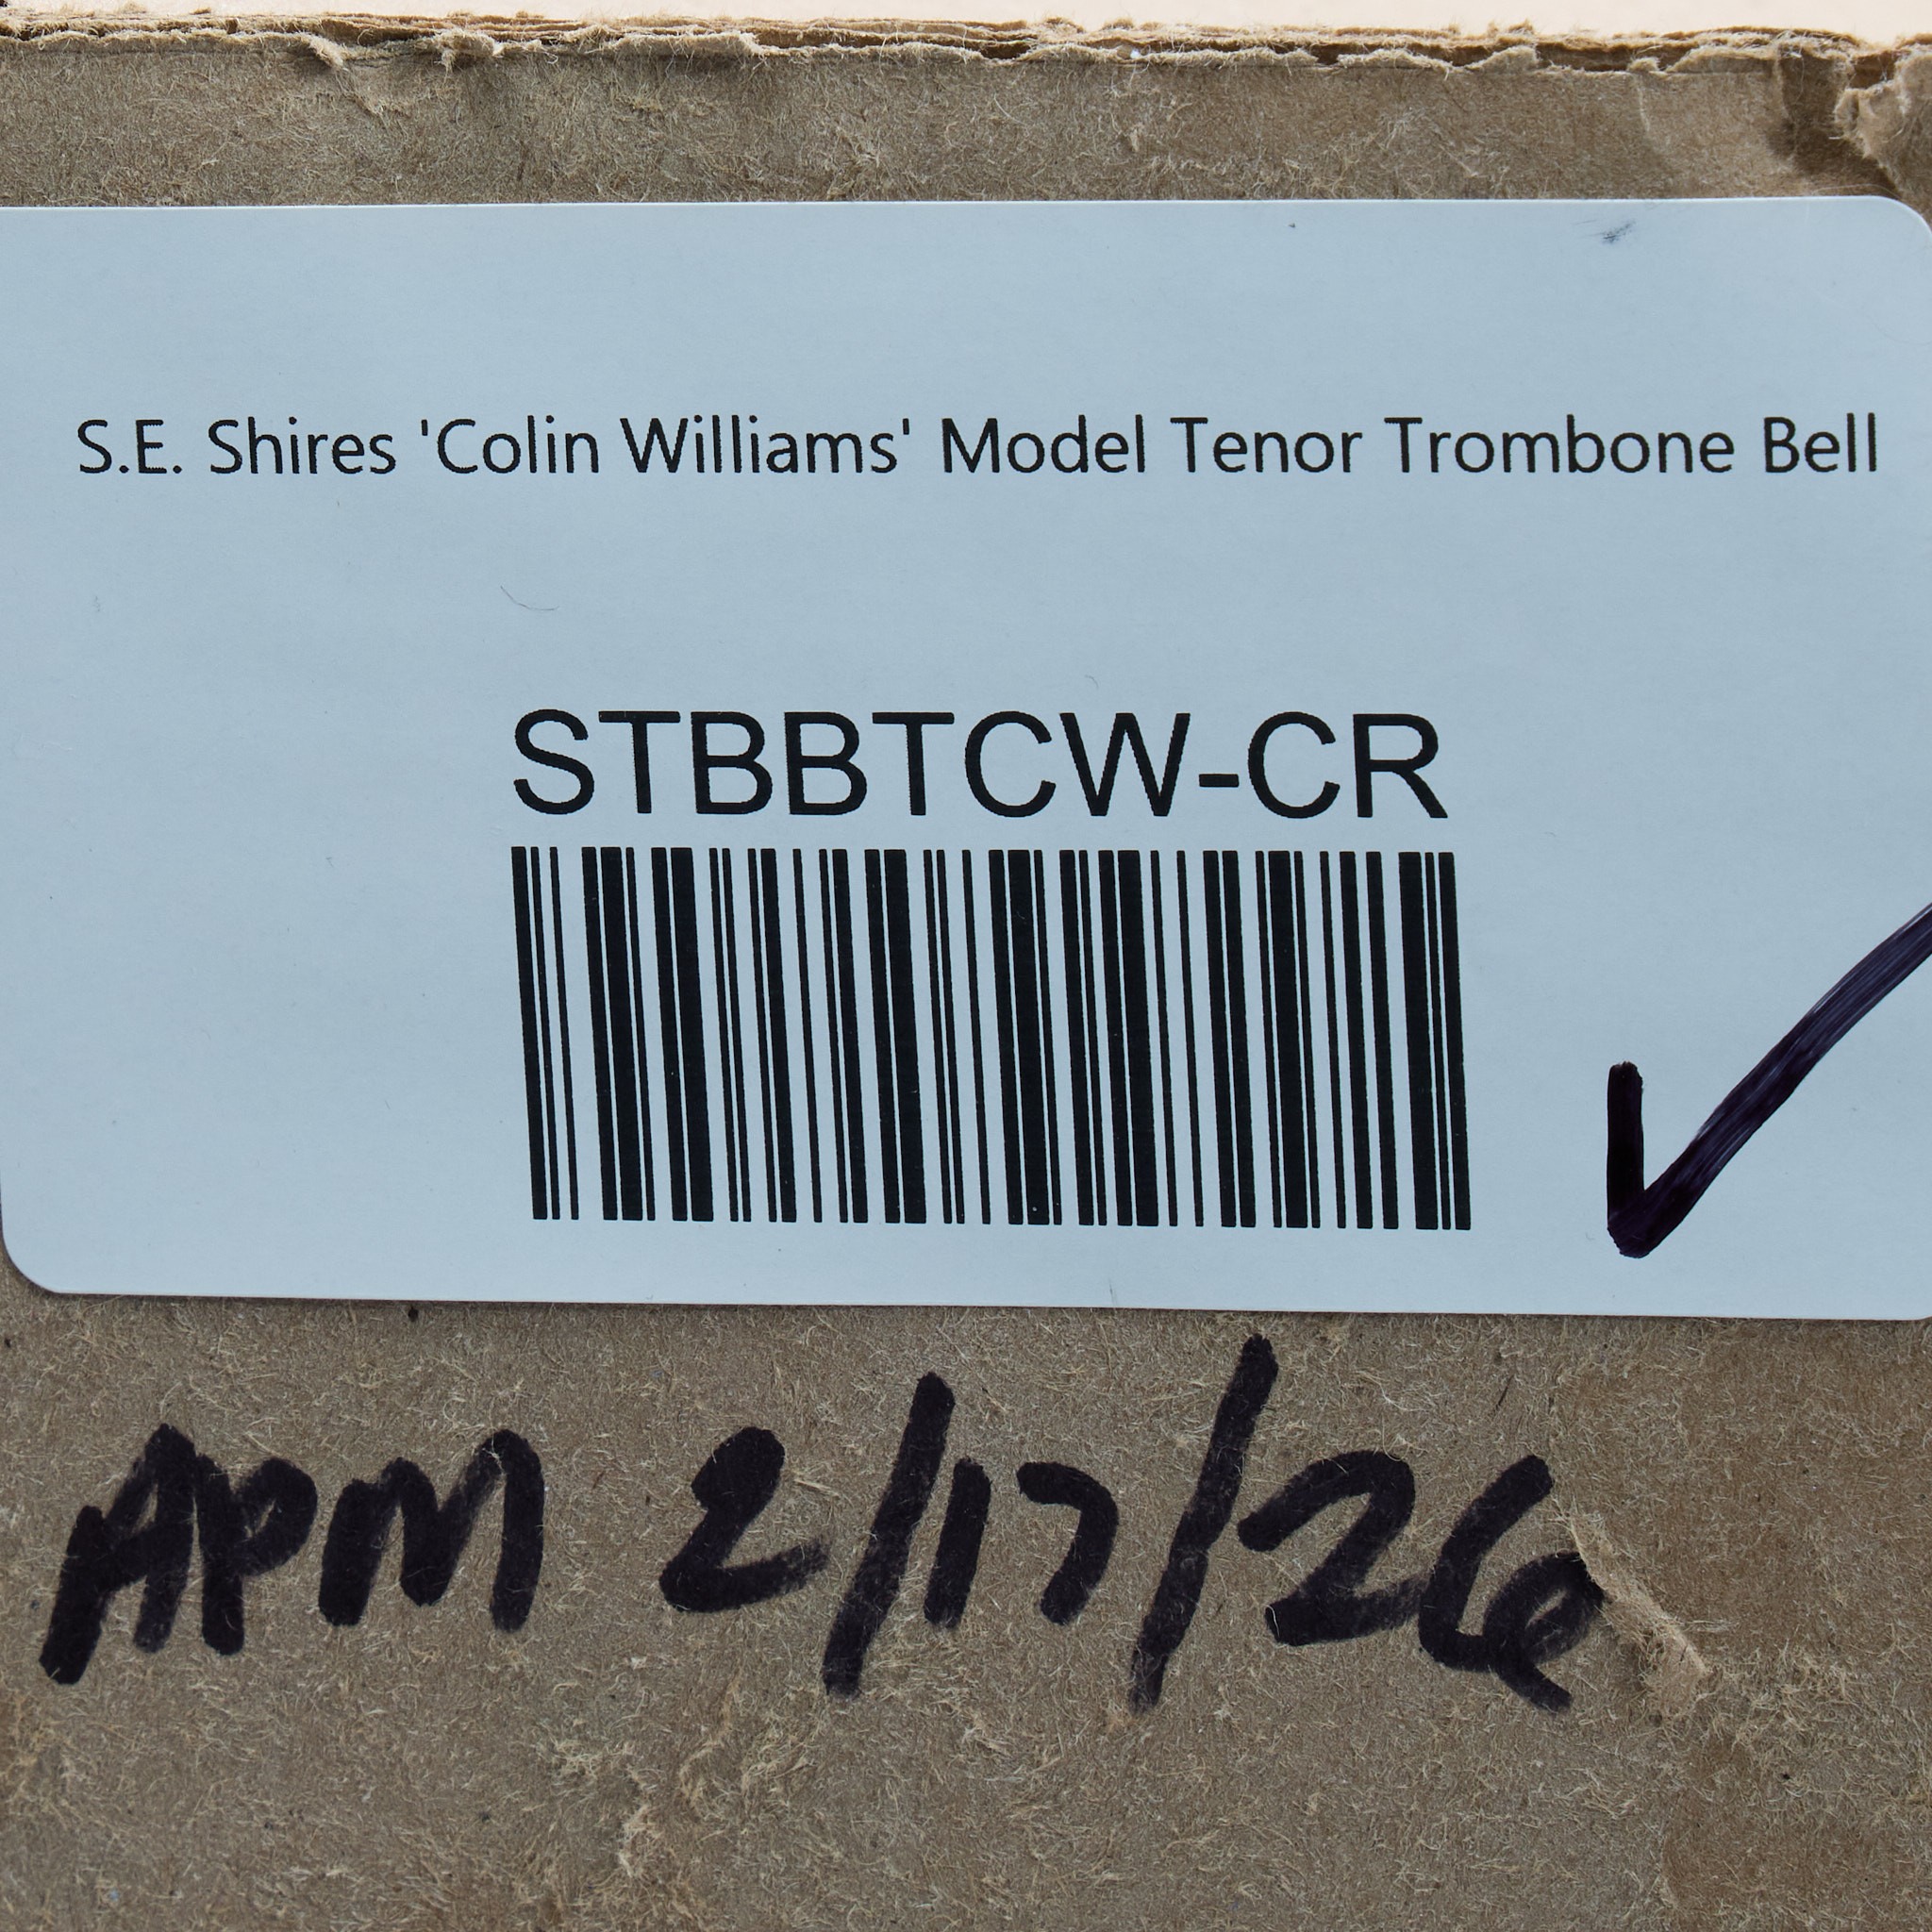 S.E. Shires 'Colin Williams' Model Tenor Trombone Bell
STBBTCW-CR
APM 2/17/26